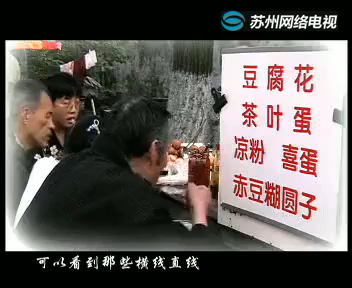 苏州网络电视
豆腐花
茶叶蛋
凉粉 喜蛋
赤豆糊圆子
可以看到那些横线直线